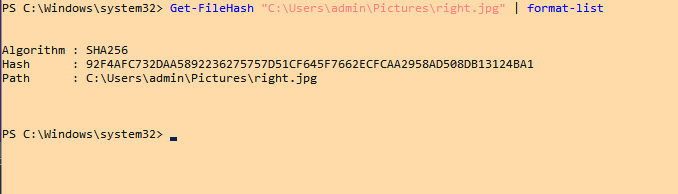 PS C:\Windows\system32> Get-FileHash "C:\Users\admin\Pictures\right.jpg" | format-list
Algorithm : SHA256
Hash      : 92F4AFC732DAA5892236275757D51CF645F7662ECFCAA2958AD508DB13124BA1
Path      : C:\Users\admin\Pictures\right.jpg
PS C:\Windows\system32>